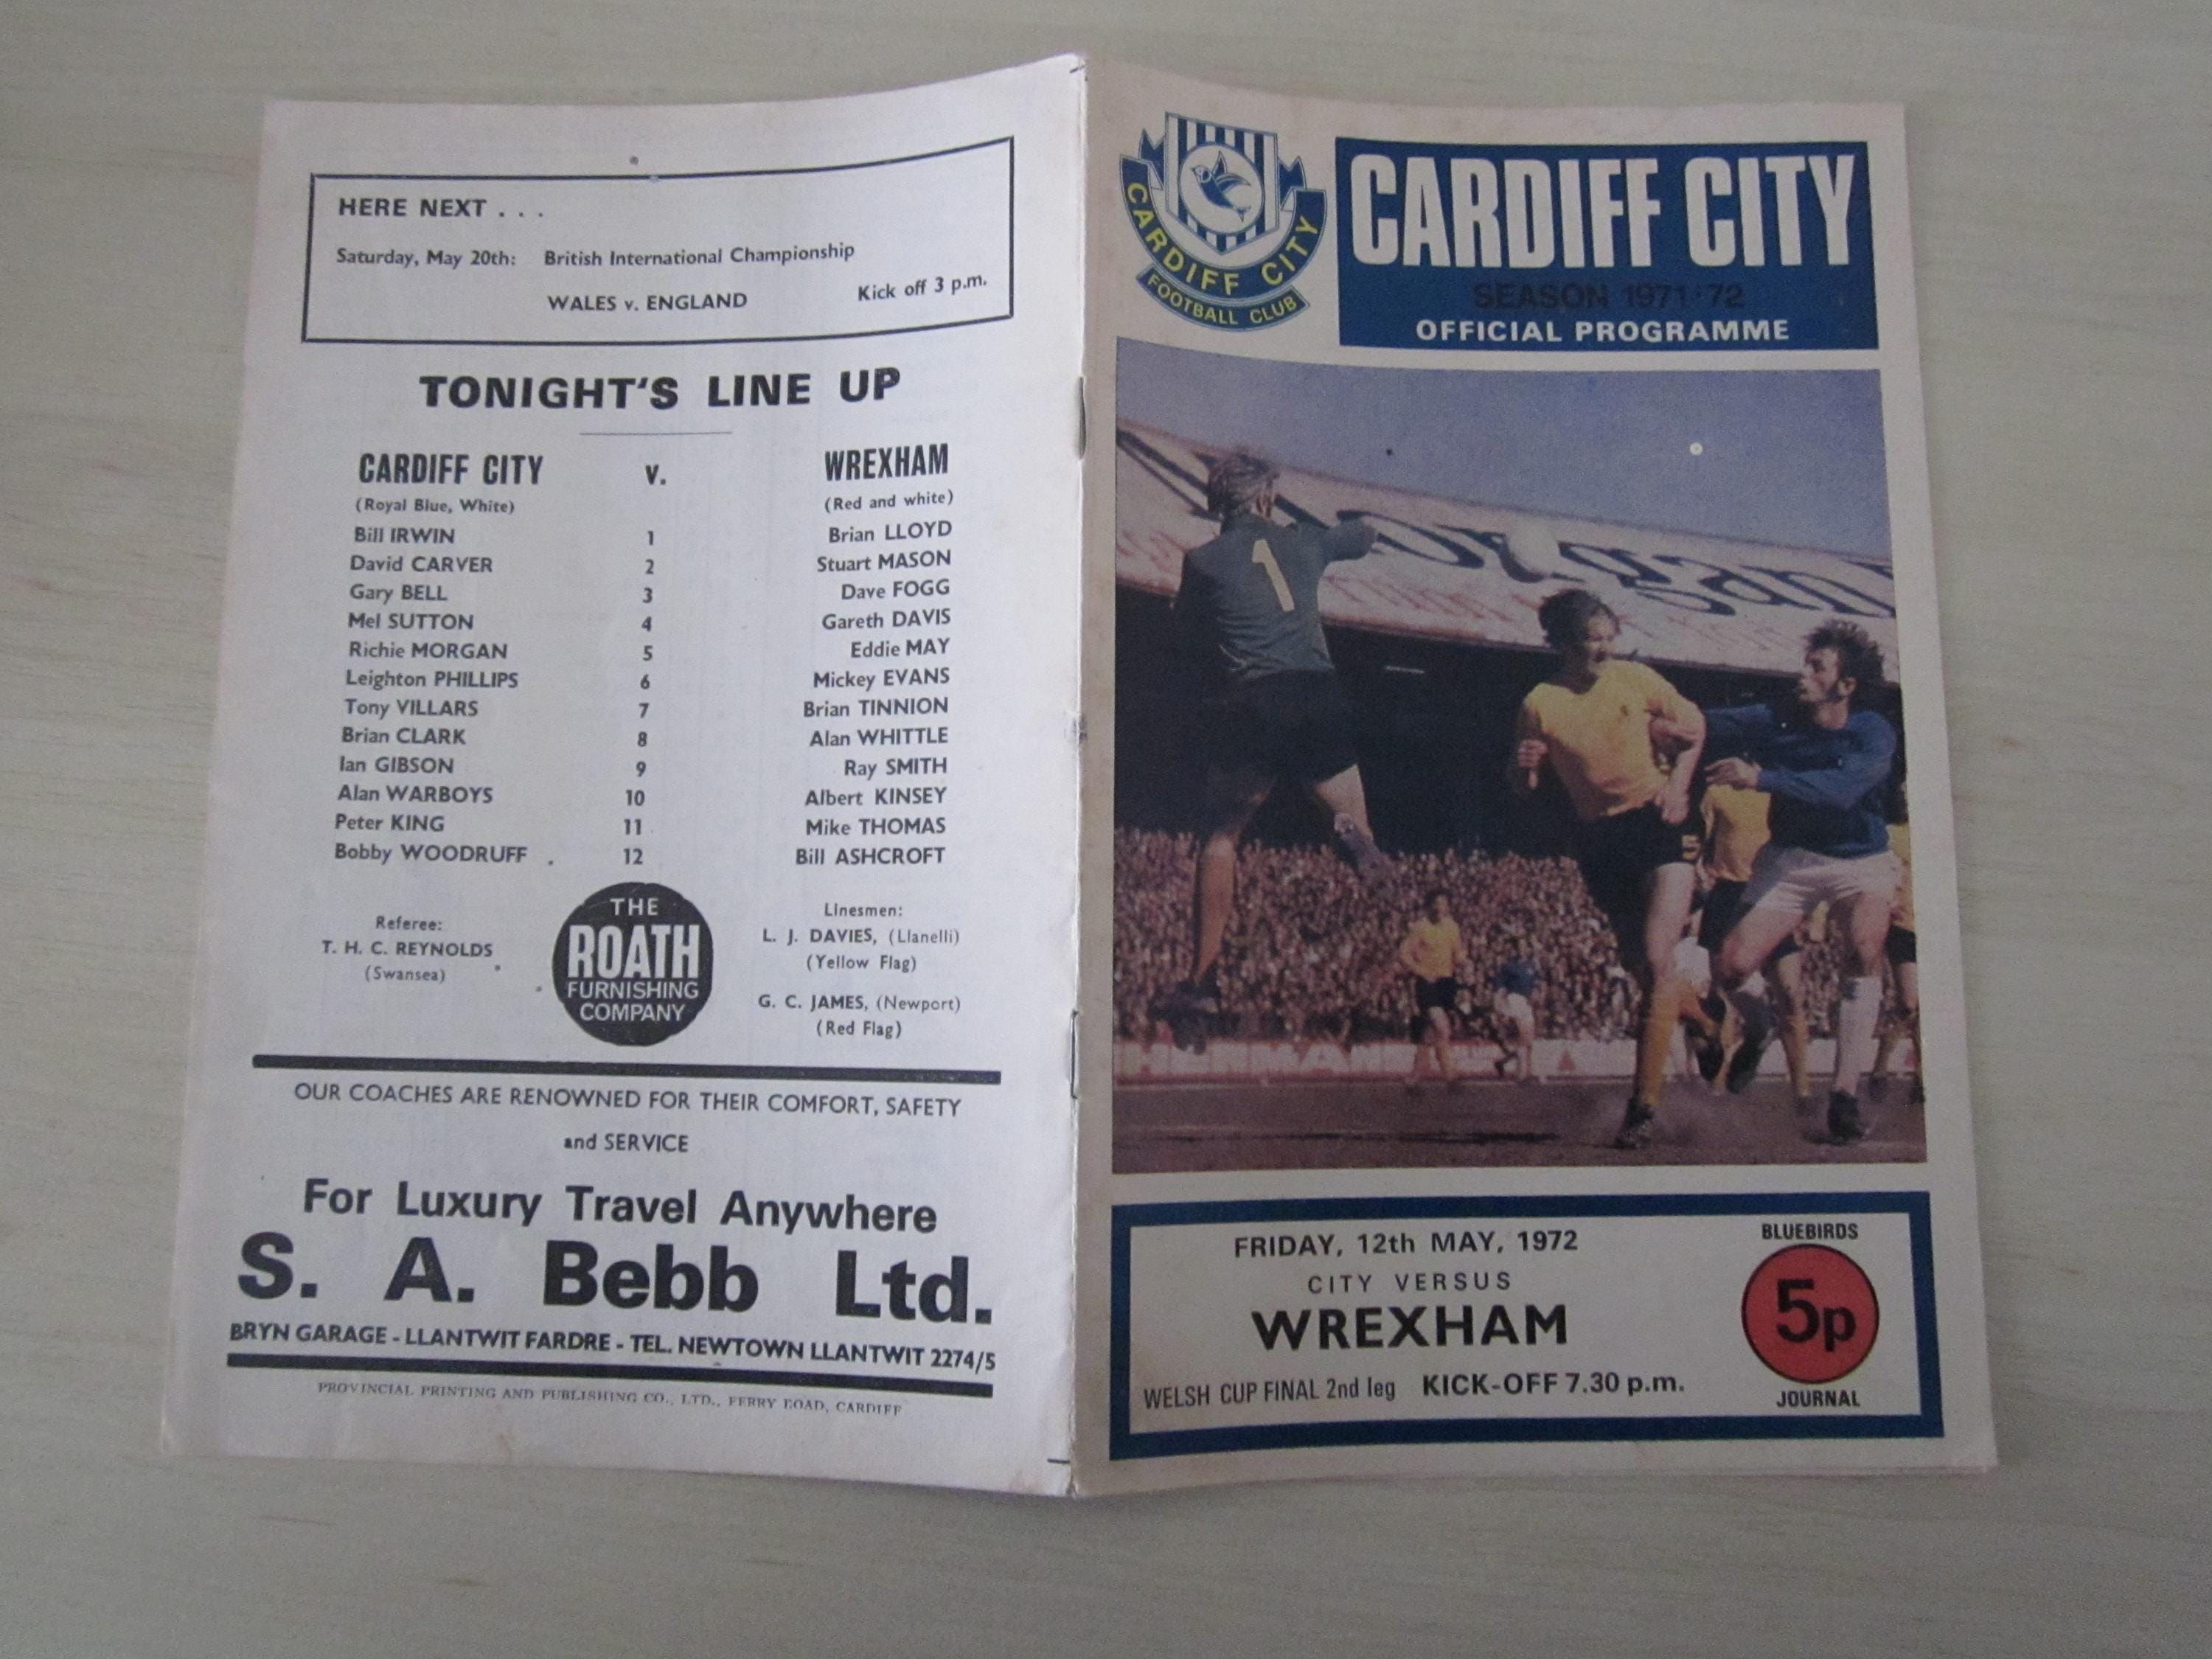 HERE NEXT . . .
Saturday, May 20th: British International Championship
WALES v. ENGLAND Kick off 3 p.m.
TONIGHT'S LINE UP
CARDIFF CITY v. WREXHAM
(Royal Blue, White) (Red and white)
Bill IRWIN 1 Brian LLOYD
David CARVER 2 Stuart MASON
Gary BELL 3 Dave FOGG
Mel SUTTON 4 Gareth DAVIS
Richie MORGAN 5 Eddie MAY
Leighton PHILLIPS 6 Mickey EVANS
Tony VILLARS 7 Brian TINNION
Brian CLARK 8 Alan WHITTLE
Ian GIBSON 9 Ray SMITH
Alan WARBOYS 10 Albert KINSEY
Peter KING 11 Mike THOMAS
Bobby WOODRUFF . 12 Bill ASHCROFT
Referee:
T. H. C. REYNOLDS
(Swansea)
THE
ROATH
FURNISHING
COMPANY
Linesmen:
L. J. DAVIES, (Llanelli)
(Yellow Flag)
G. C. JAMES, (Newport)
(Red Flag)
OUR COACHES ARE RENOWNED FOR THEIR COMFORT, SAFETY
and SERVICE
For Luxury Travel Anywhere
S. A. Bebb Ltd.
BRYN GARAGE - LLANTWIT FARDRE - TEL. NEWTOWN LLANTWIT 2274/5
PROVINCIAL PRINTING AND PUBLISHING CO., LTD., FERRY ROAD, CARDIFF
CARDIFF CITY
FOOTBALL CLUB
CARDIFF CITY
SEASON 1971·72
OFFICIAL PROGRAMME
1
5
FRIDAY, 12th MAY, 1972
CITY VERSUS
WREXHAM
WELSH CUP FINAL 2nd leg KICK-OFF 7.30 p.m.
BLUEBIRDS
5p
JOURNAL